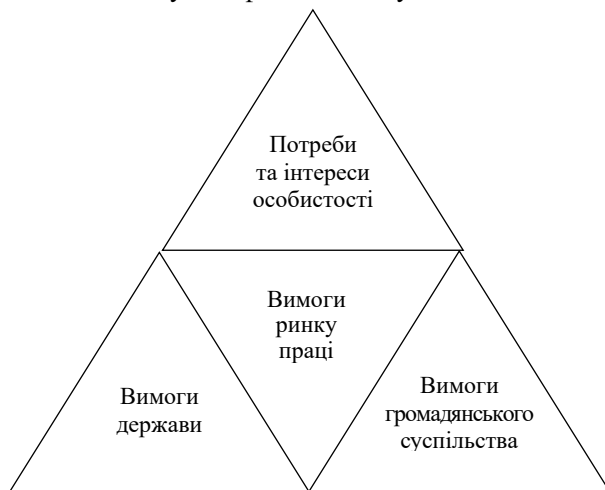 Потреби
та інтереси
особистості
Вимоги
ринку
праці
Вимоги
держави
Вимоги
громадянського
суспільства